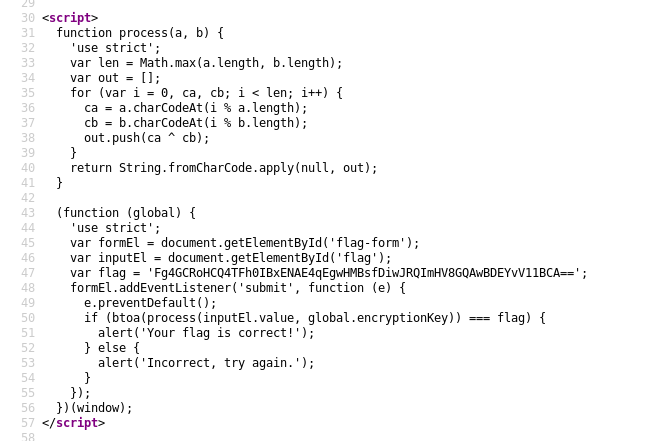 29
30 <script>
31   function process(a, b) {
32     'use strict';
33     var len = Math.max(a.length, b.length);
34     var out = [];
35     for (var i = 0, ca, cb; i < len; i++) {
36       ca = a.charCodeAt(i % a.length);
37       cb = b.charCodeAt(i % b.length);
38       out.push(ca ^ cb);
39     }
40     return String.fromCharCode.apply(null, out);
41   }
42
43   (function (global) {
44     'use strict';
45     var formEl = document.getElementById('flag-form');
46     var inputEl = document.getElementById('flag');
47     var flag = 'Fg4GCRoHCQ4TFh0IBxENAE4qEgwHMBsfDiwJRQImHV8GQAwBDEYvV11BCA==';
48     formEl.addEventListener('submit', function (e) {
49       e.preventDefault();
50       if (btoa(process(inputEl.value, global.encryptionKey)) === flag) {
51         alert('Your flag is correct!');
52       } else {
53         alert('Incorrect, try again.');
54       }
55     });
56   })(window);
57 </script>
58